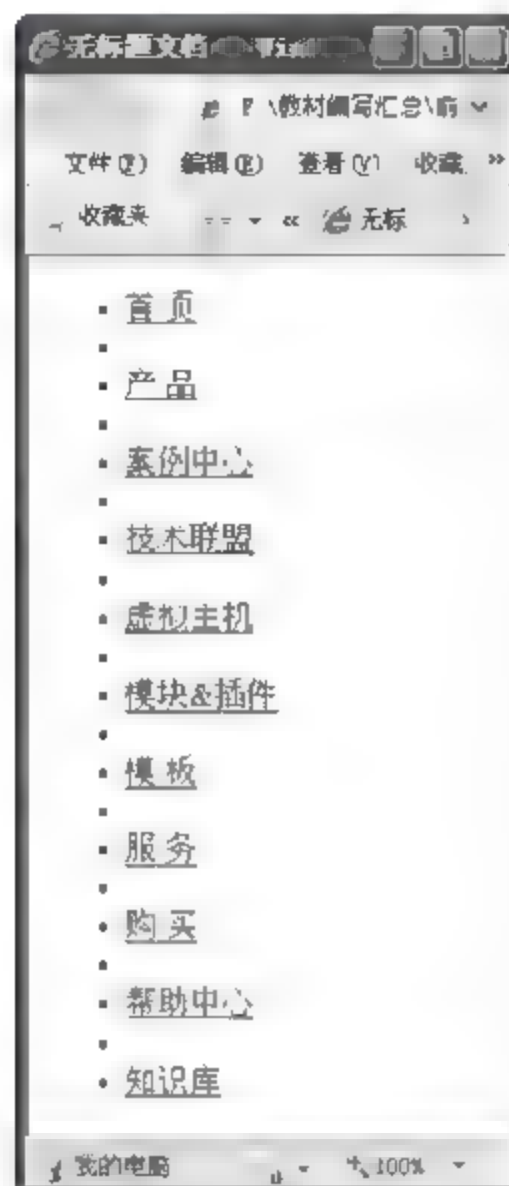 无标题文档
F:\教材编写汇总\
文件(F) 编辑(E) 查看(V) 收藏 »
收藏夹 « 无标
首 页
产 品
案例中心
技术联盟
虚拟主机
模块&插件
模 板
服 务
购 买
帮助中心
知识库
我的电脑 100%